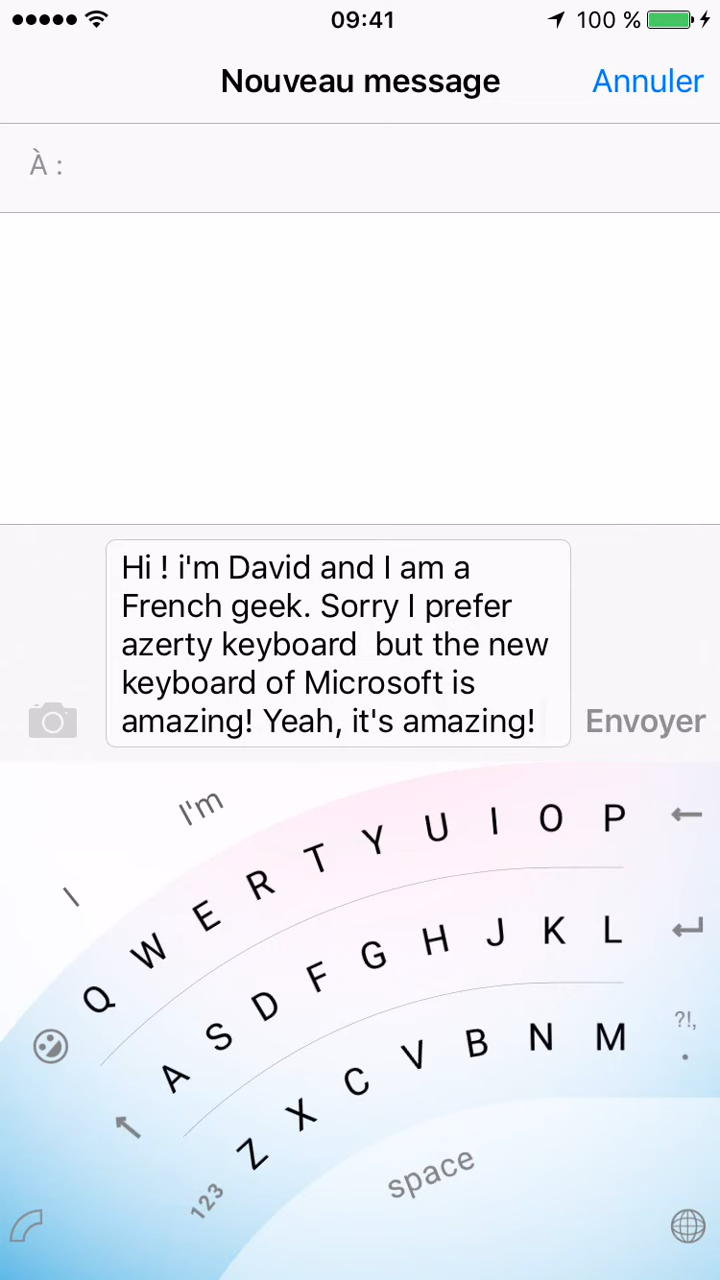 09:41 100 %
Nouveau message Annuler
À :
Hi ! i'm David and I am a
French geek. Sorry I prefer
azerty keyboard  but the new
keyboard of Microsoft is
amazing! Yeah, it's amazing!
Envoyer
I I'm
Q W E R T Y U I O P
A S D F G H J K L
Z X C V B N M ?!, .
123 space